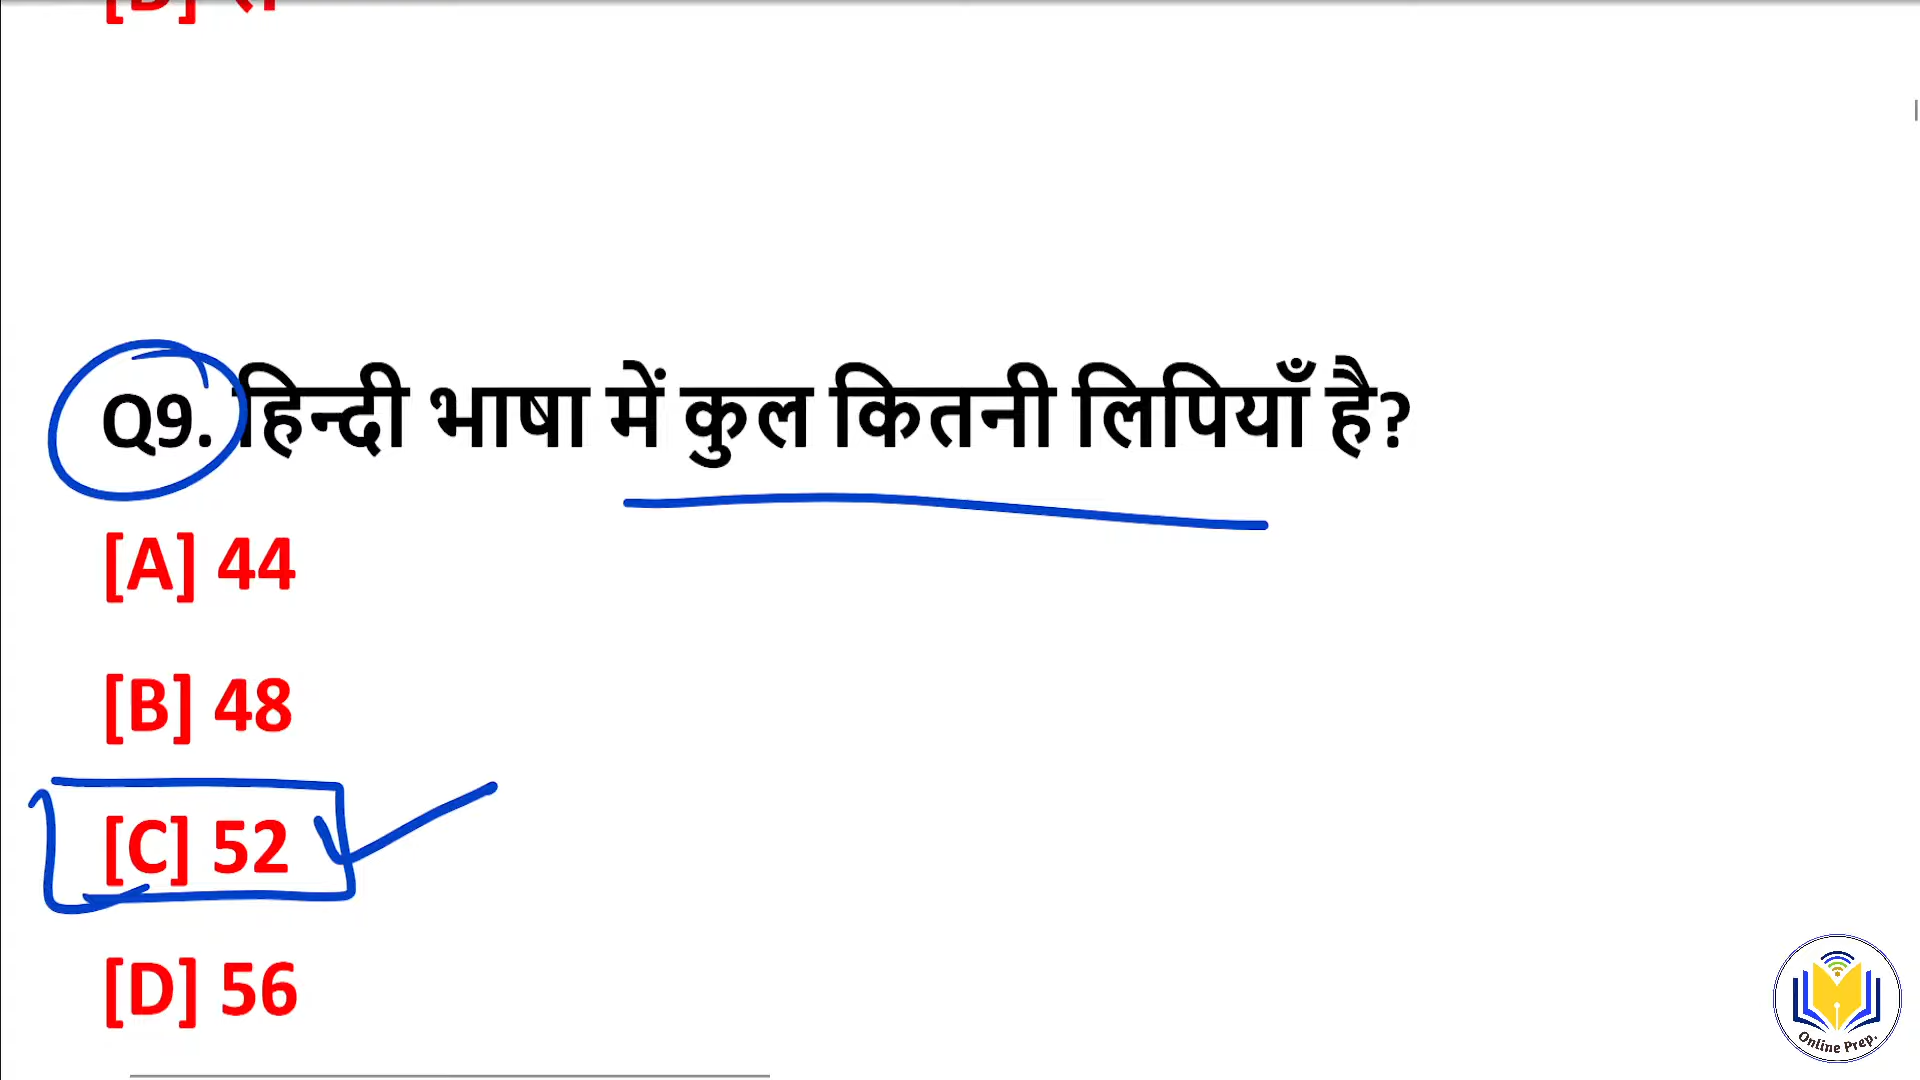 Q9. हिन्दी भाषा में कुल कितनी लिपियाँ है?
[A] 44
[B] 48
[C] 52
[D] 56
Online Prep.